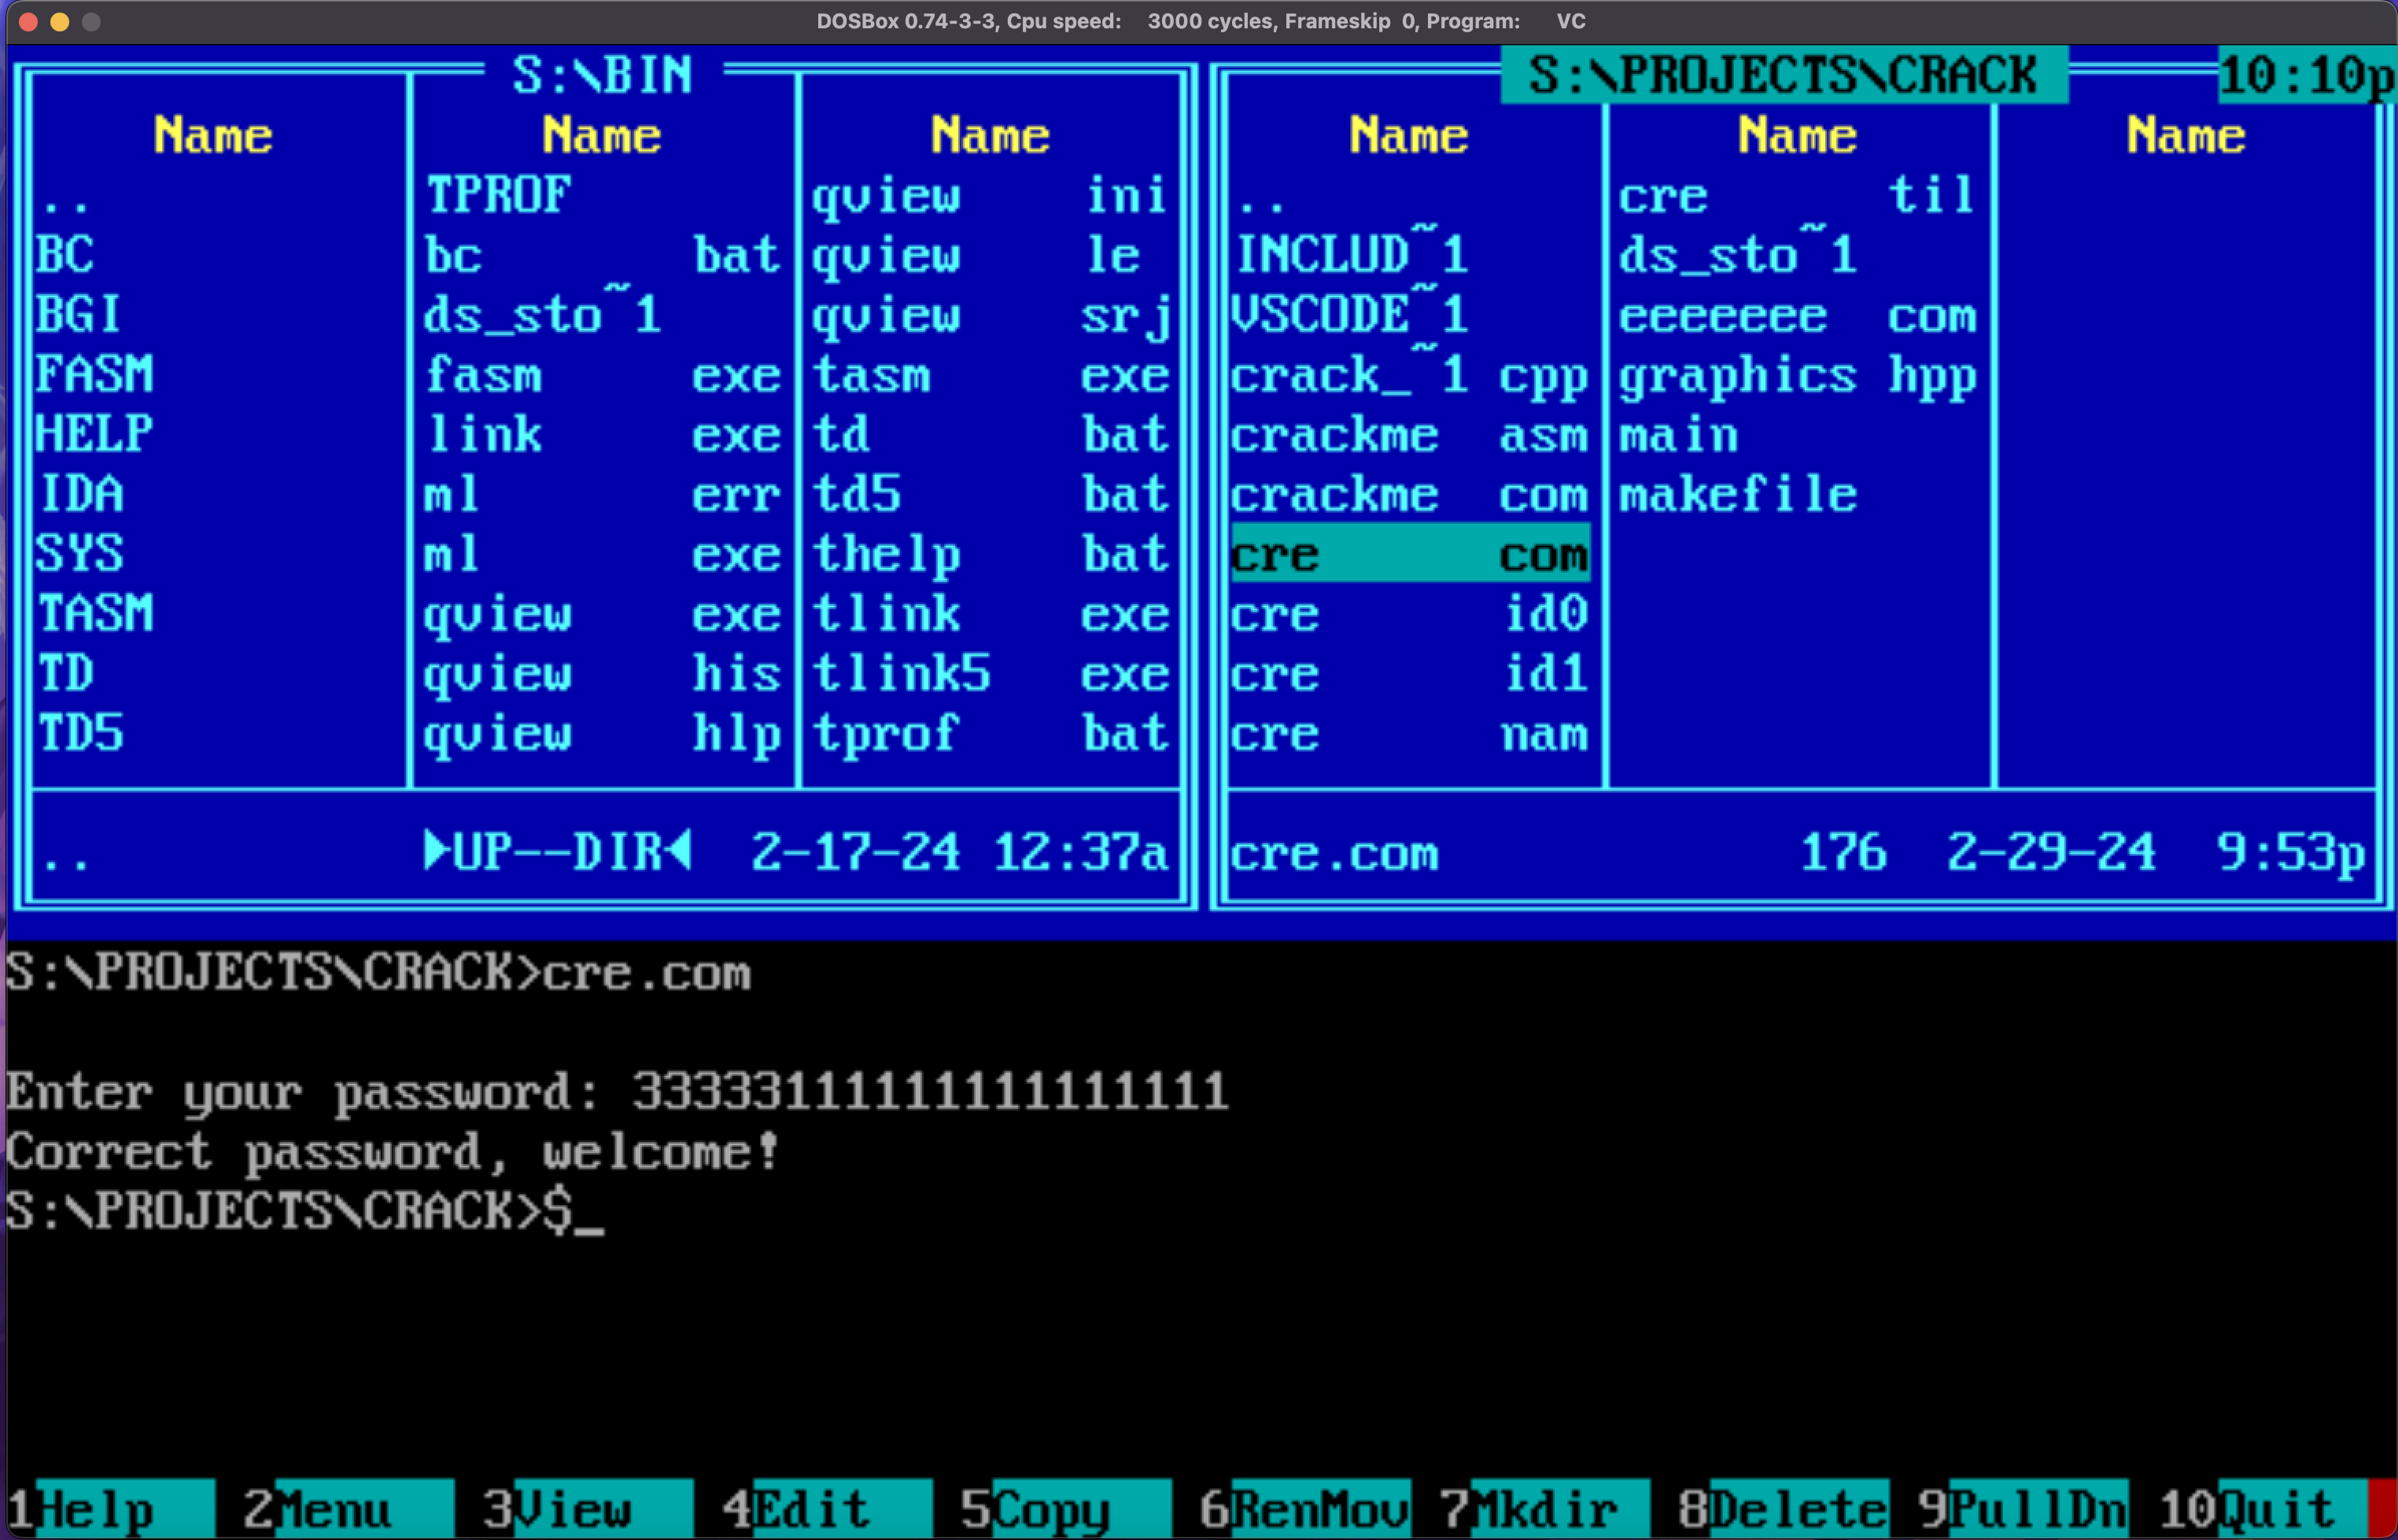 DOSBox 0.74-3-3, Cpu speed: 3000 cycles, Frameskip 0, Program: VC
S:\BIN S:\PROJECTS\CRACK 10:10p
Name Name Name Name Name Name
.. TPROF qview ini .. cre til
BC bc bat qview le INCLUD~1 ds_sto~1
BGI ds_sto~1 qview srj VSCODE~1 eeeeeee com
FASM fasm exe tasm exe crack_~1 cpp graphics hpp
HELP link exe td bat crackme asm main
IDA ml err td5 bat crackme com makefile
SYS ml exe thelp bat cre com
TASM qview exe tlink exe cre id0
TD qview his tlink5 exe cre id1
TD5 qview hlp tprof bat cre nam
.. ►UP--DIR◄ 2-17-24 12:37a cre.com 176 2-29-24 9:53p
S:\PROJECTS\CRACK>cre.com
Enter your password: 33333111111111111111
Correct password, welcome!
S:\PROJECTS\CRACK>$_
1Help 2Menu 3View 4Edit 5Copy 6RenMov 7Mkdir 8Delete 9PullDn 10Quit